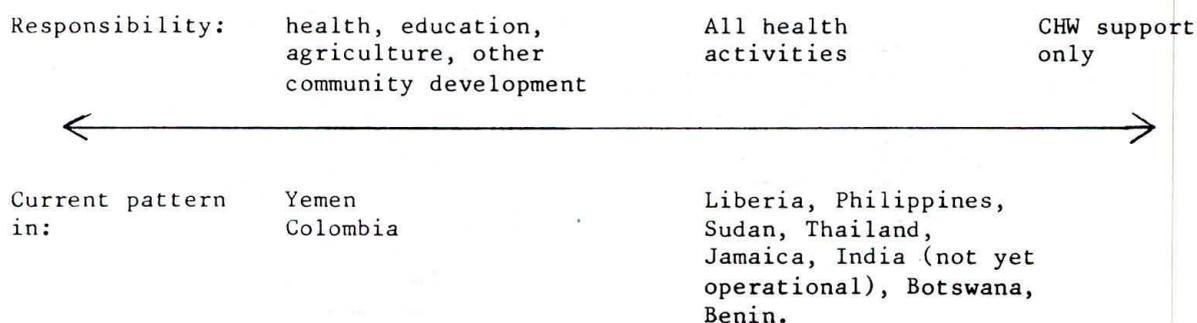 Responsibility:
health, education,
agriculture, other
community development
All health
activities
CHW support
only
Current pattern
in:
Yemen
Colombia
Liberia, Philippines,
Sudan, Thailand,
Jamaica, India (not yet
operational), Botswana,
Benin.